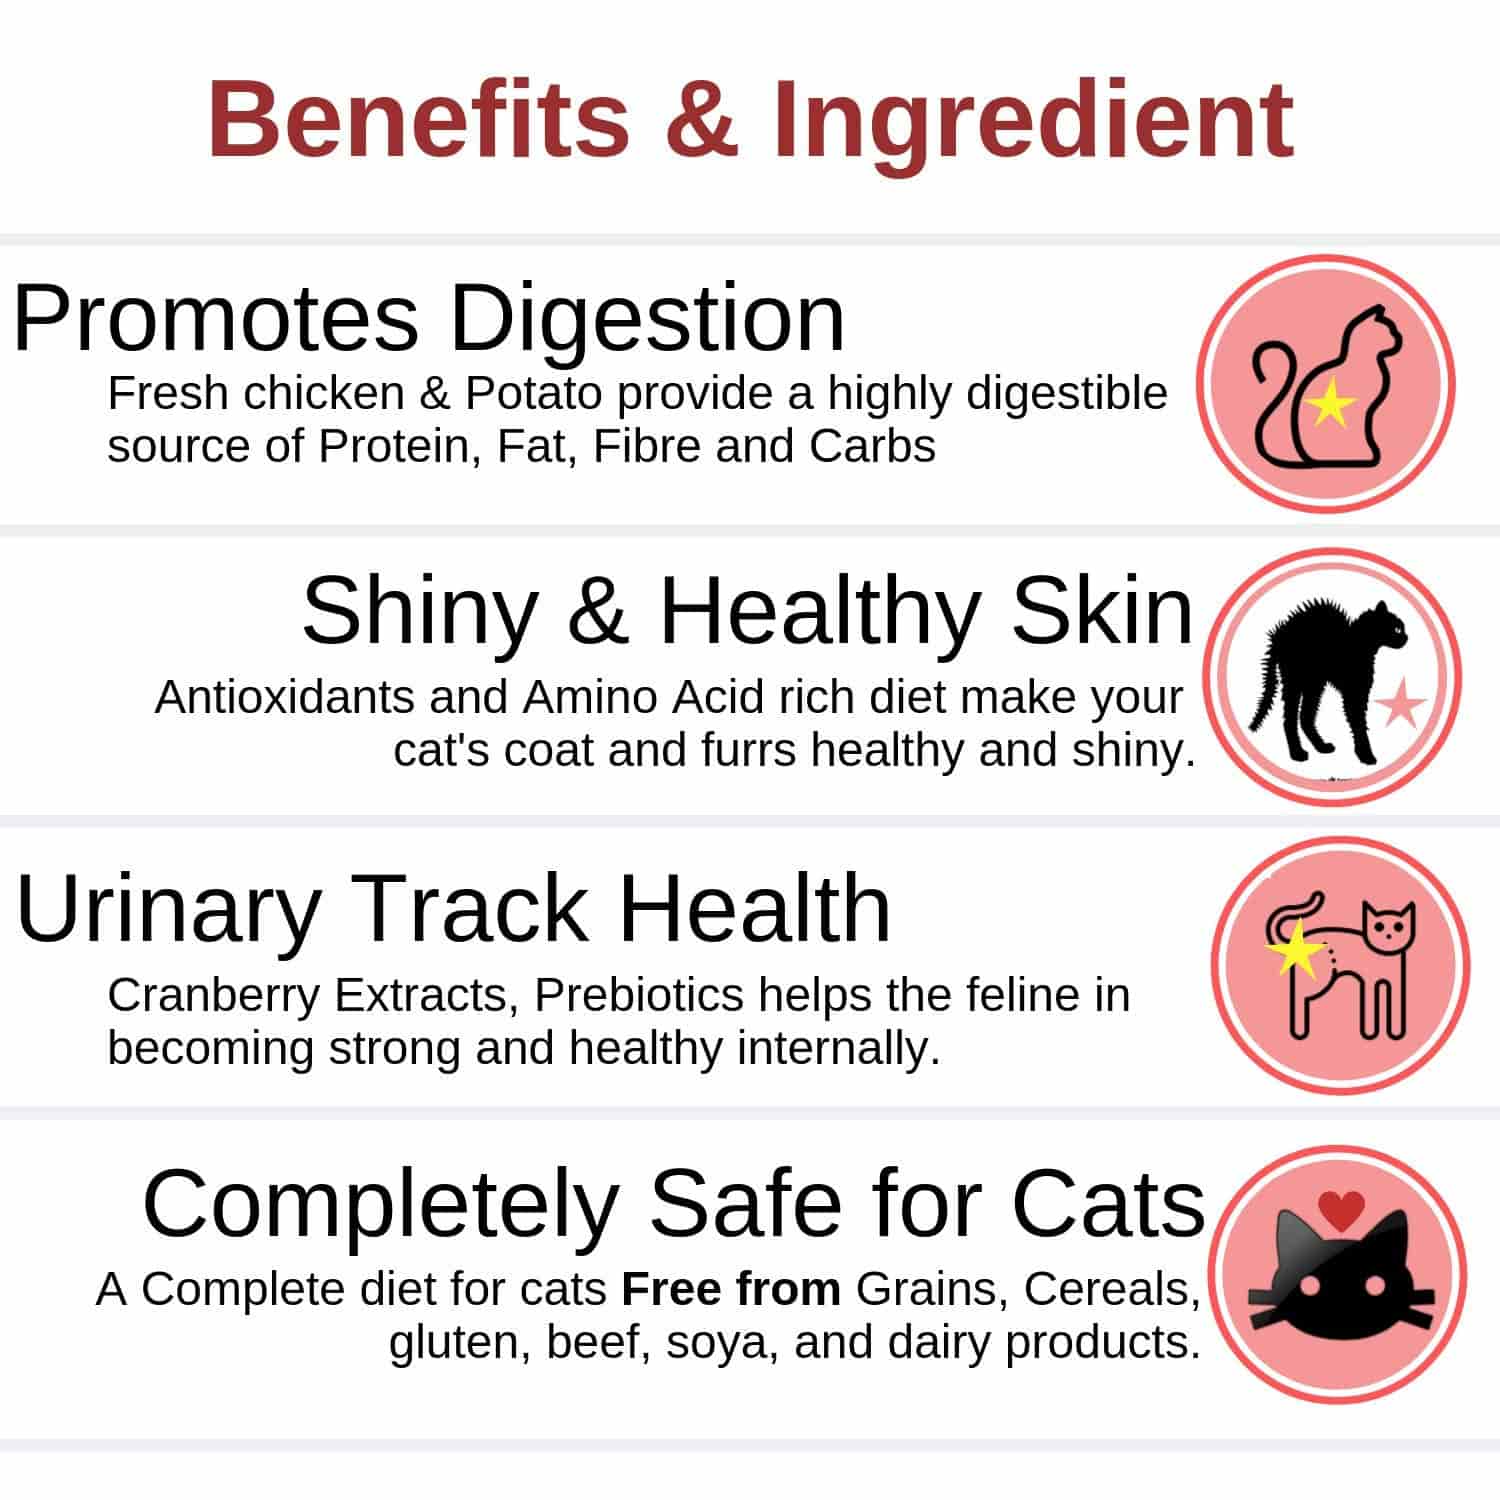 Benefits & Ingredient
Promotes Digestion
Fresh chicken & Potato provide a highly digestible
source of Protein, Fat, Fibre and Carbs
Shiny & Healthy Skin
Antioxidants and Amino Acid rich diet make your
cat's coat and furrs healthy and shiny.
Urinary Track Health
Cranberry Extracts, Prebiotics helps the feline in
becoming strong and healthy internally.
Completely Safe for Cats
A Complete diet for cats Free from Grains, Cereals,
gluten, beef, soya, and dairy products.